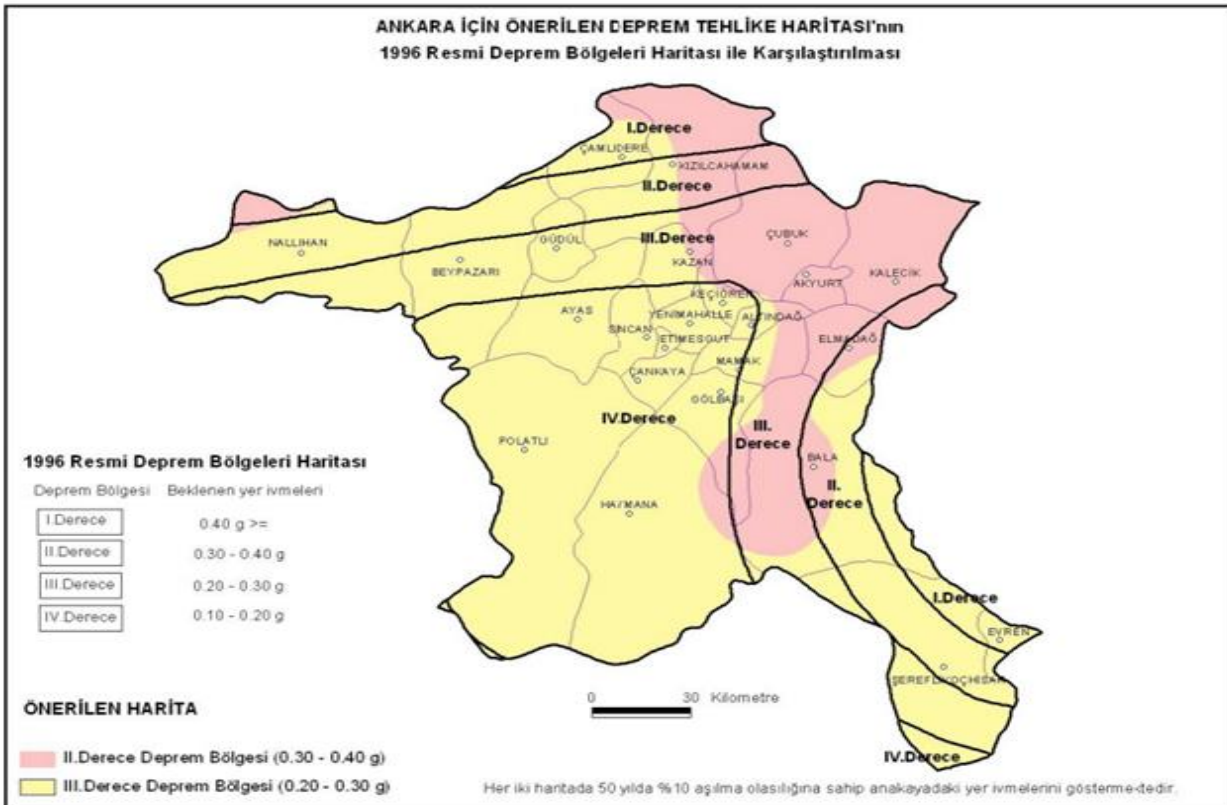 ANKARA İÇİN ÖNERİLEN DEPREM TEHLİKE HARİTASI'nın
1996 Resmi Deprem Bölgeleri Haritası ile Karşılaştırılması
I.Derece
ÇAMLIDERE
KIZILCAHAMAM
II.Derece
NALLIHAN
GÜDÜL
III.Derece
ÇUBUK
BEYPAZARI
KAZAN
AKYURT
KALECİK
KEÇİÖREN
AYAŞ
YENİMAHALLE
ALTINDAĞ
SİNCAN
ETİMESGUT
ELMADAĞ
MAMAK
ÇANKAYA
GÖLBAŞI
IV.Derece
III.
Derece
POLATLI
BALA
II.
Derece
HAYMANA
I.Derece
EVREN
ŞEREFLİKOÇHİSAR
IV.Derece
1996 Resmi Deprem Bölgeleri Haritası
Deprem Bölgesi Beklenen yer ivmeleri
I.Derece 0.40 g >=
II.Derece 0.30 - 0.40 g
III.Derece 0.20 - 0.30 g
IV.Derece 0.10 - 0.20 g
0 30 Kilometre
ÖNERİLEN HARİTA
II.Derece Deprem Bölgesi (0.30 - 0.40 g)
III.Derece Deprem Bölgesi (0.20 - 0.30 g)
Her iki haritada 50 yılda %10 aşılma olasılığına sahip anakayadaki yer ivmelerini göstermektedir.